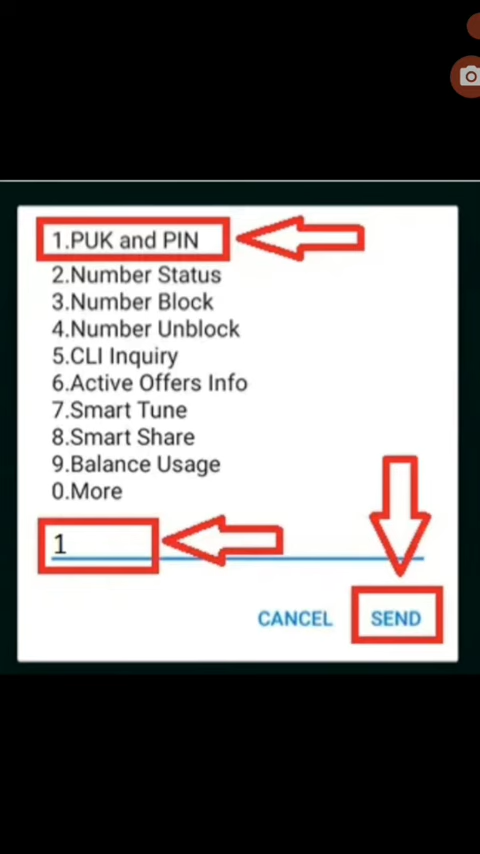 1.PUK and PIN
2.Number Status
3.Number Block
4.Number Unblock
5.CLI Inquiry
6.Active Offers Info
7.Smart Tune
8.Smart Share
9.Balance Usage
0.More
1
CANCEL SEND